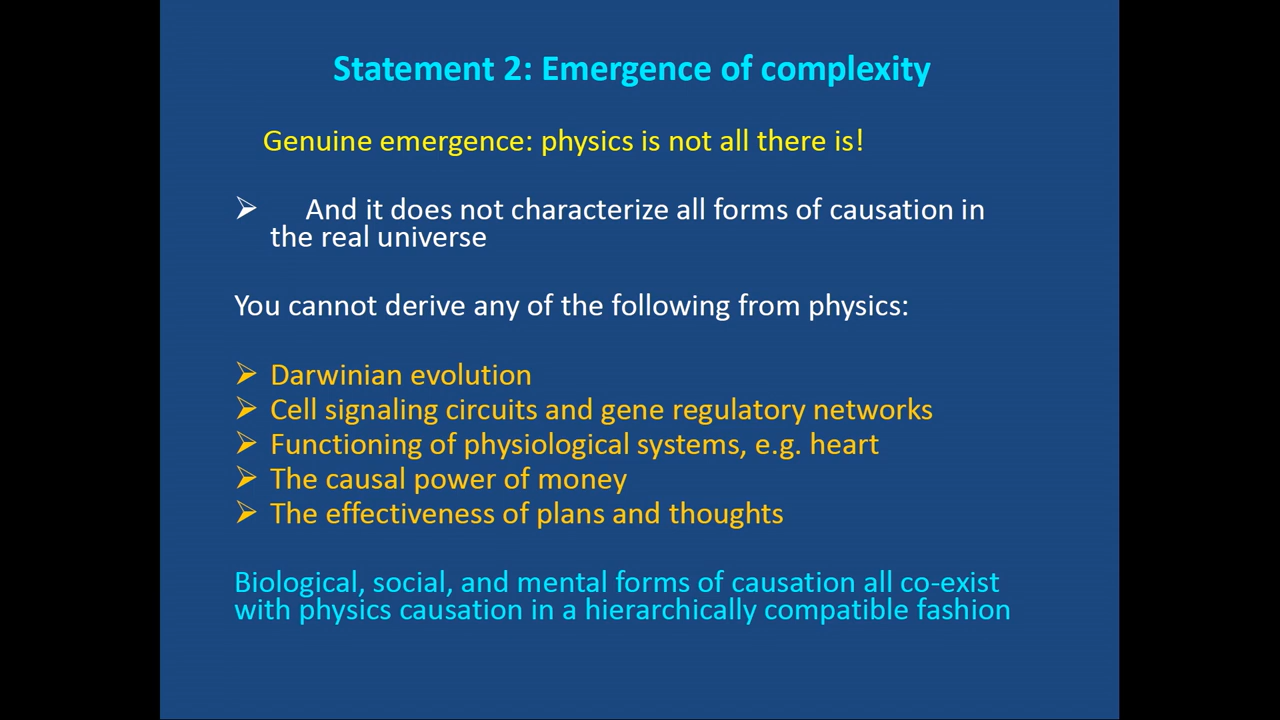 Statement 2: Emergence of complexity
Genuine emergence: physics is not all there is!
➢ And it does not characterize all forms of causation in
the real universe
You cannot derive any of the following from physics:
➢ Darwinian evolution
➢ Cell signaling circuits and gene regulatory networks
➢ Functioning of physiological systems, e.g. heart
➢ The causal power of money
➢ The effectiveness of plans and thoughts
Biological, social, and mental forms of causation all co-exist
with physics causation in a hierarchically compatible fashion